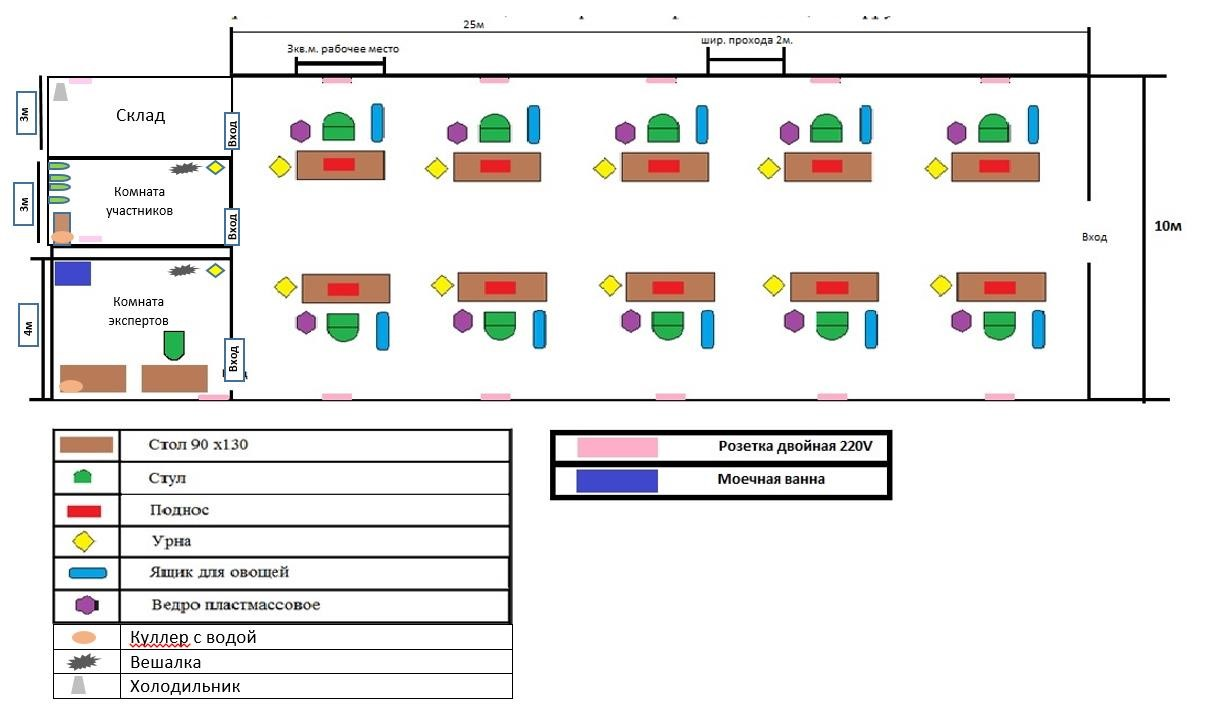 25м
3кв.м. рабочее место
шир. прохода 2м.
3м
Склад
Вход
3м
Комната
участников
Вход
Вход
10м
4м
Комната
экспертов
Вход
Стол 90 х130
Стул
Поднос
Урна
Ящик для овощей
Ведро пластмассовое
Куллер с водой
Вешалка
Холодильник
Розетка двойная 220V
Моечная ванна